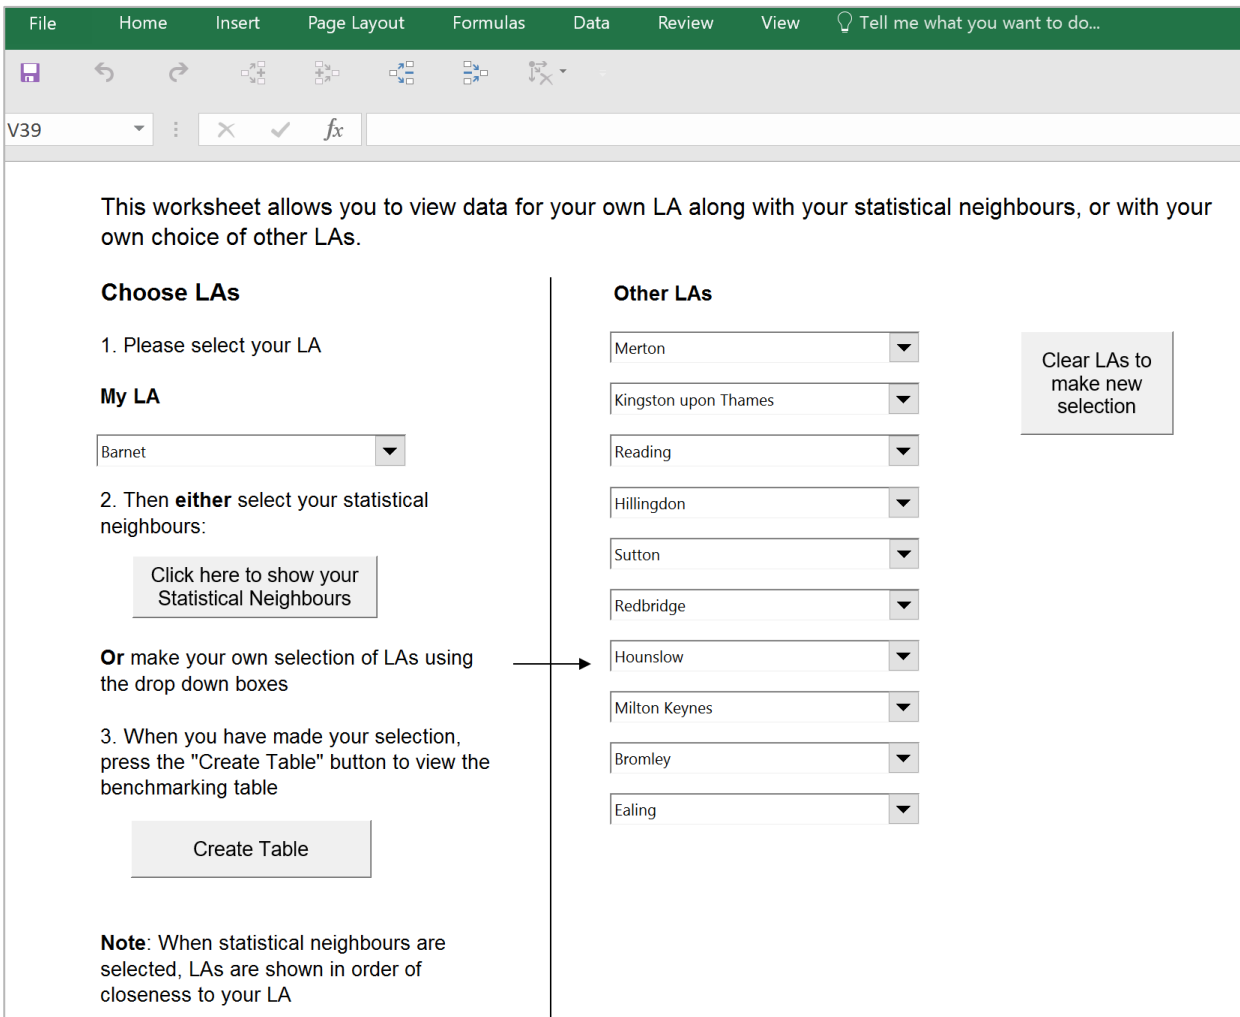 File Home Insert Page Layout Formulas Data Review View Tell me what you want to do...
V39 fx
This worksheet allows you to view data for your own LA along with your statistical neighbours, or with your
own choice of other LAs.
Choose LAs
1. Please select your LA
My LA
Barnet
2. Then either select your statistical
neighbours:
Click here to show your
Statistical Neighbours
Or make your own selection of LAs using
the drop down boxes
3. When you have made your selection,
press the "Create Table" button to view the
benchmarking table
Create Table
Note: When statistical neighbours are
selected, LAs are shown in order of
closeness to your LA
Other LAs
Merton
Kingston upon Thames
Reading
Hillingdon
Sutton
Redbridge
Hounslow
Milton Keynes
Bromley
Ealing
Clear LAs to
make new
selection